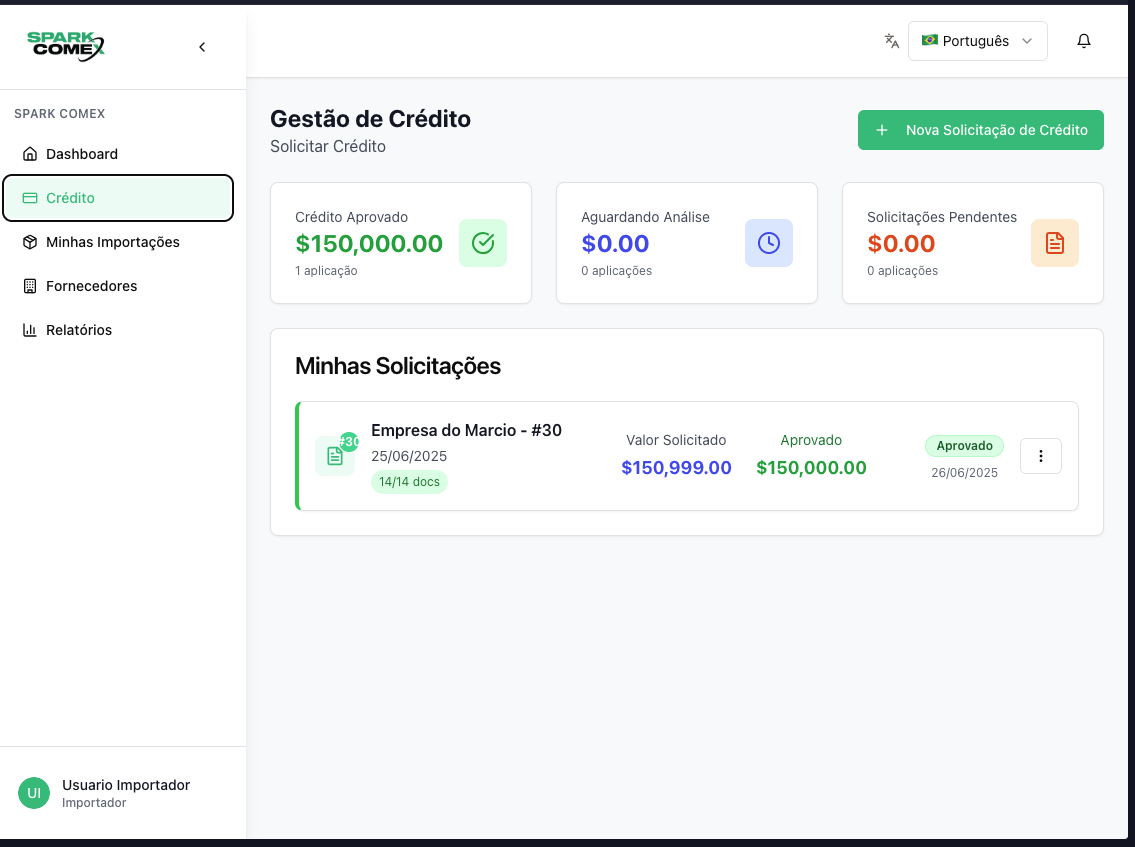 SPARK
COMEX
Português
SPARK COMEX
Dashboard
Crédito
Minhas Importações
Fornecedores
Relatórios
Usuario Importador
UI
Importador
Gestão de Crédito
Solicitar Crédito
+ Nova Solicitação de Crédito
Crédito Aprovado
$150,000.00
1 aplicação
Aguardando Análise
$0.00
0 aplicações
Solicitações Pendentes
$0.00
0 aplicações
Minhas Solicitações
#30
Empresa do Marcio - #30
25/06/2025
14/14 docs
Valor Solicitado
$150,999.00
Aprovado
$150,000.00
Aprovado
26/06/2025